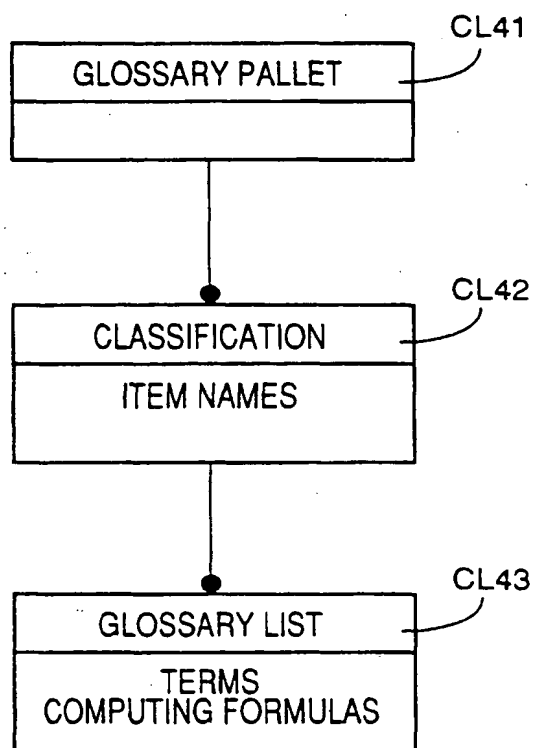 CL41
GLOSSARY PALLET
CL42
CLASSIFICATION
ITEM NAMES
CL43
GLOSSARY LIST
TERMS
COMPUTING FORMULAS